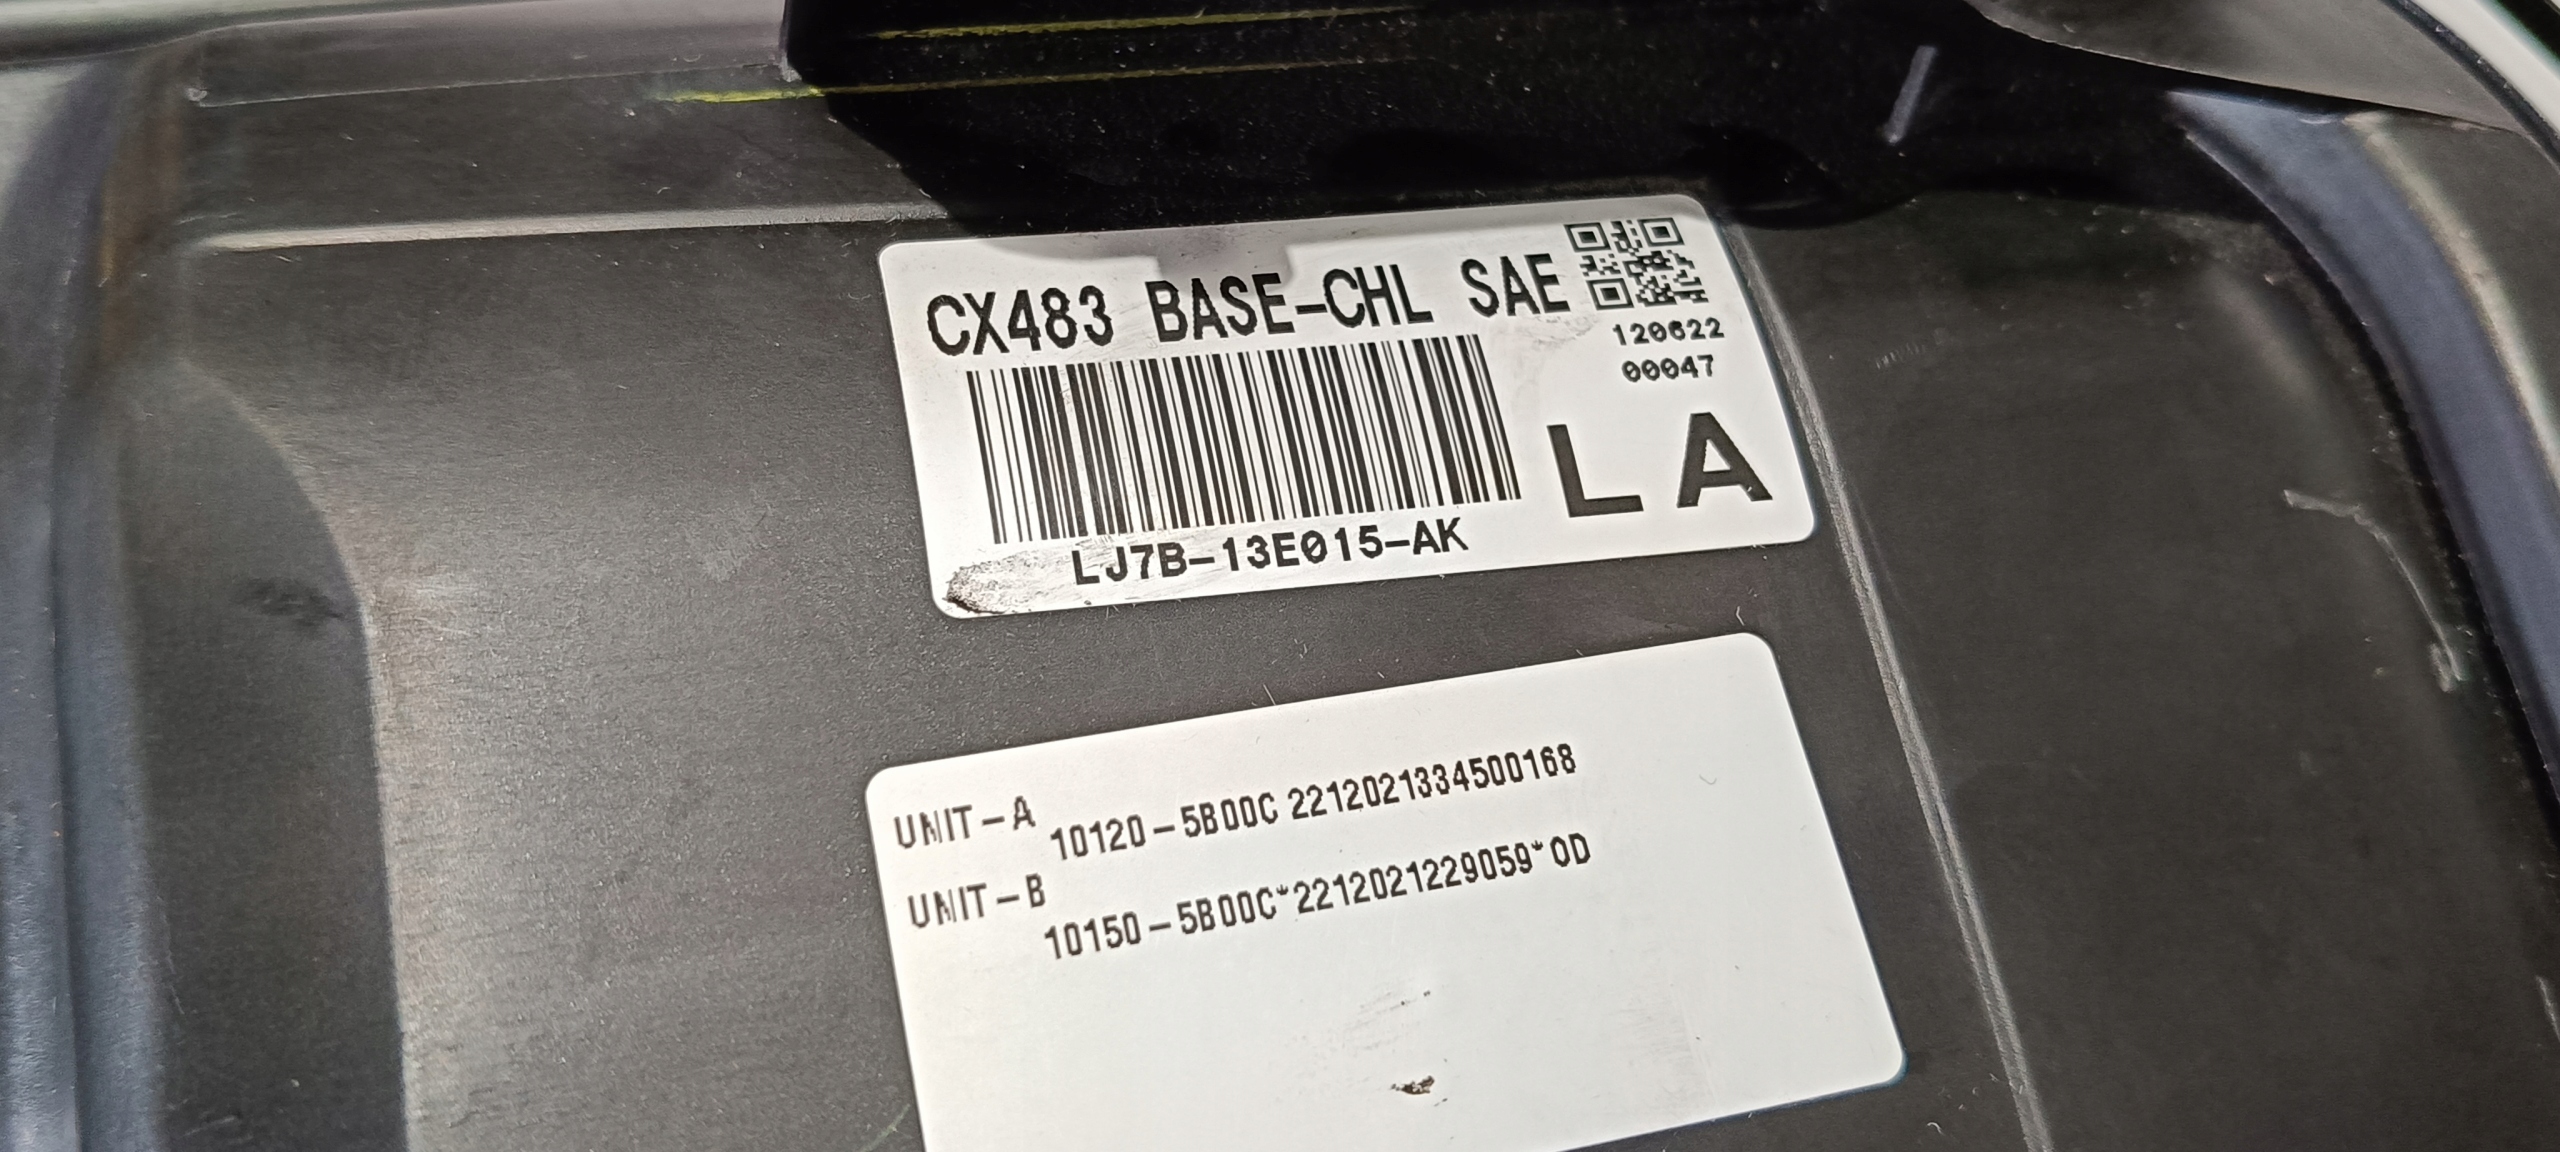 CX483 BASE-CHL SAE
120622
00047
LA
LJ7B-13E015-AK
UNIT-A
10120-5B00C 2212021334500168
UNIT-B
10150-5B00C*2212021229059*0D